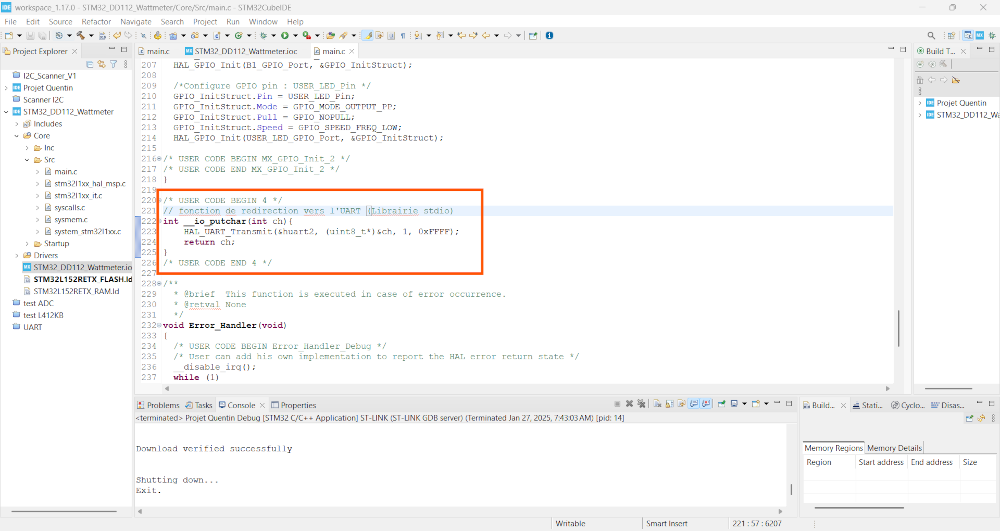 workspace_1.17.0 - STM32_DD112_Wattmeter/Core/Src/main.c - STM32CubeIDE
File Edit Source Refactor Navigate Search Project Run Window Help
Project Explorer
main.c STM32_DD112_Wattmeter.ioc main.c
Build T...
I2C_Scanner_V1
Projet Quentin
Scanner I2C
STM32_DD112_Wattmeter
Includes
Core
Inc
Src
main.c
stm32l1xx_hal_msp.c
stm32l1xx_it.c
syscalls.c
sysmem.c
system_stm32l1xx.c
Startup
Drivers
STM32_DD112_Wattmeter.io
STM32L152RETX_FLASH.ld
STM32L152RETX_RAM.ld
test ADC
test L412KB
UART
207 HAL_GPIO_Init(B1_GPIO_Port, &GPIO_InitStruct);
208
209 /*Configure GPIO pin : USER_LED_Pin */
210 GPIO_InitStruct.Pin = USER_LED_Pin;
211 GPIO_InitStruct.Mode = GPIO_MODE_OUTPUT_PP;
212 GPIO_InitStruct.Pull = GPIO_NOPULL;
213 GPIO_InitStruct.Speed = GPIO_SPEED_FREQ_LOW;
214 HAL_GPIO_Init(USER_LED_GPIO_Port, &GPIO_InitStruct);
215
216 /* USER CODE BEGIN MX_GPIO_Init_2 */
217 /* USER CODE END MX_GPIO_Init_2 */
218 }
219
220 /* USER CODE BEGIN 4 */
221 // fonction de redirection vers l'UART (Librairie stdio)
222 int __io_putchar(int ch){
223 HAL_UART_Transmit(&huart2, (uint8_t*)&ch, 1, 0xFFFF);
224 return ch;
225 }
226 /* USER CODE END 4 */
227
228 /**
229 * @brief This function is executed in case of error occurrence.
230 * @retval None
231 */
232 void Error_Handler(void)
233 {
234 /* USER CODE BEGIN Error_Handler_Debug */
235 /* User can add his own implementation to report the HAL error return state */
236 __disable_irq();
237 while (1)
Projet Quentin
STM32_DD112_W
Problems Tasks Console Properties
<terminated> Projet Quentin Debug [STM32 C/C++ Application] ST-LINK (ST-LINK GDB server) (Terminated Jan 27, 2025, 7:43:03 AM) [pid: 14]
Download verified successfully
Shutting down...
Exit.
Build... Stati... Cyclo... Disas...
Memory Regions Memory Details
Region Start address End address Size
Writable Smart Insert 221 : 57 : 6207